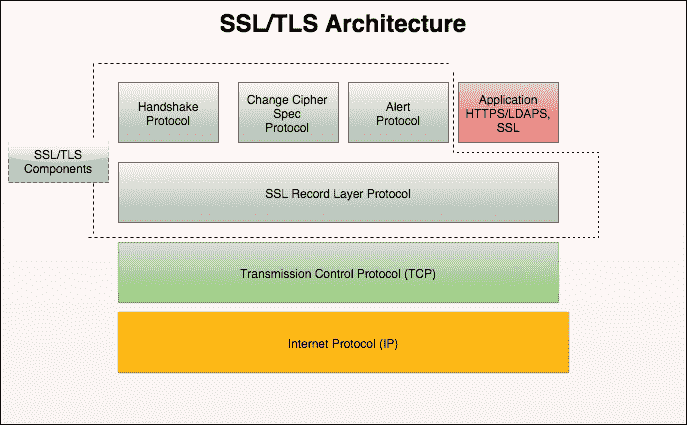 SSL/TLS Architecture
Handshake
Protocol
Change Cipher
Spec
Protocol
Alert
Protocol
Application
HTTPS/LDAPS,
SSL
SSL/TLS
Components
SSL Record Layer Protocol
Transmission Control Protocol (TCP)
Internet Protocol (IP)